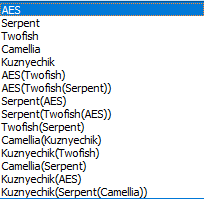 AES
Serpent
Twofish
Camellia
Kuznyechik
AES(Twofish)
AES(Twofish(Serpent))
Serpent(AES)
Serpent(Twofish(AES))
Twofish(Serpent)
Camellia(Kuznyechik)
Kuznyechik(Twofish)
Camellia(Serpent)
Kuznyechik(AES)
Kuznyechik(Serpent(Camellia))